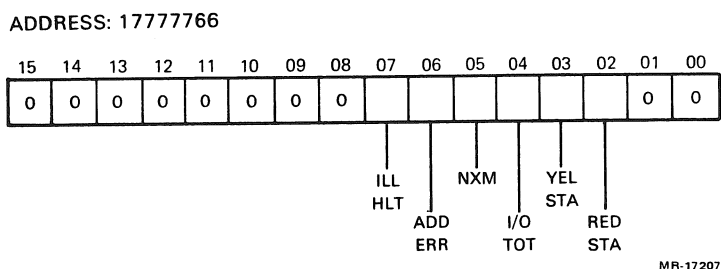 ADDRESS: 17777766
15 14 13 12 11 10 09 08 07 06 05 04 03 02 01 00
0 0 0 0 0 0 0 0 0 0
ILL HLT
ADD ERR
NXM
I/O TOT
YEL STA
RED STA
MR-17207